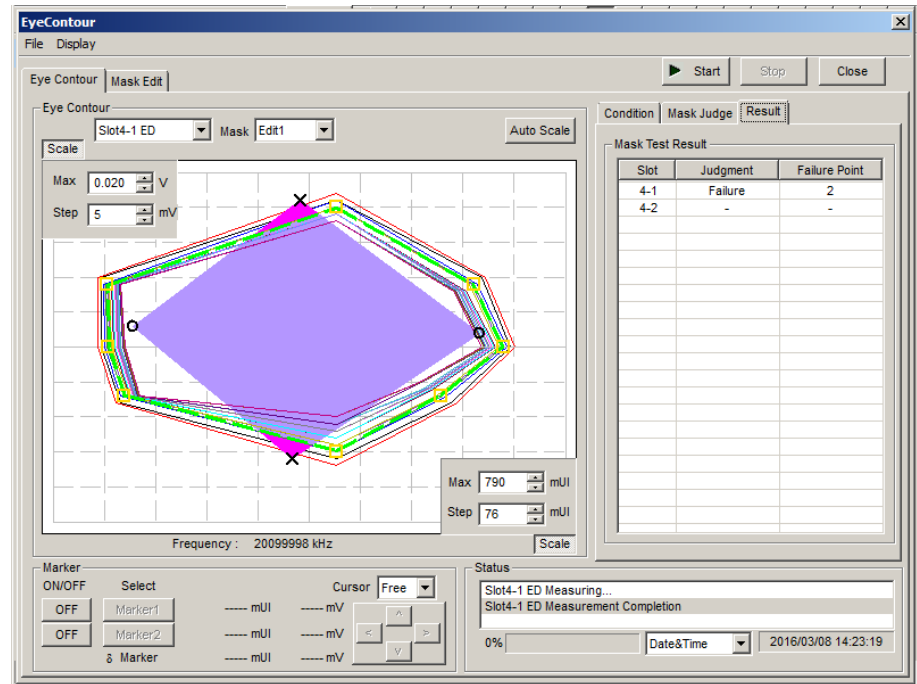 EyeContour
File Display
Start Stop Close
Eye Contour Mask Edit
Eye Contour
Slot4-1 ED Mask Edit1 Auto Scale
Scale
Max 0.020 V
Step 5 mV
Max 790 mUI
Step 76 mUI
Frequency : 20099998 kHz Scale
Condition Mask Judge Result
Mask Test Result
Slot Judgment Failure Point
4-1 Failure 2
4-2 - -
Marker
ON/OFF Select Cursor Free
OFF Marker1 ----- mUI ----- mV
OFF Marker2 ----- mUI ----- mV
δ Marker ----- mUI ----- mV
^
< >
v
Status
Slot4-1 ED Measuring...
Slot4-1 ED Measurement Completion
0% Date&Time 2016/03/08 14:23:19